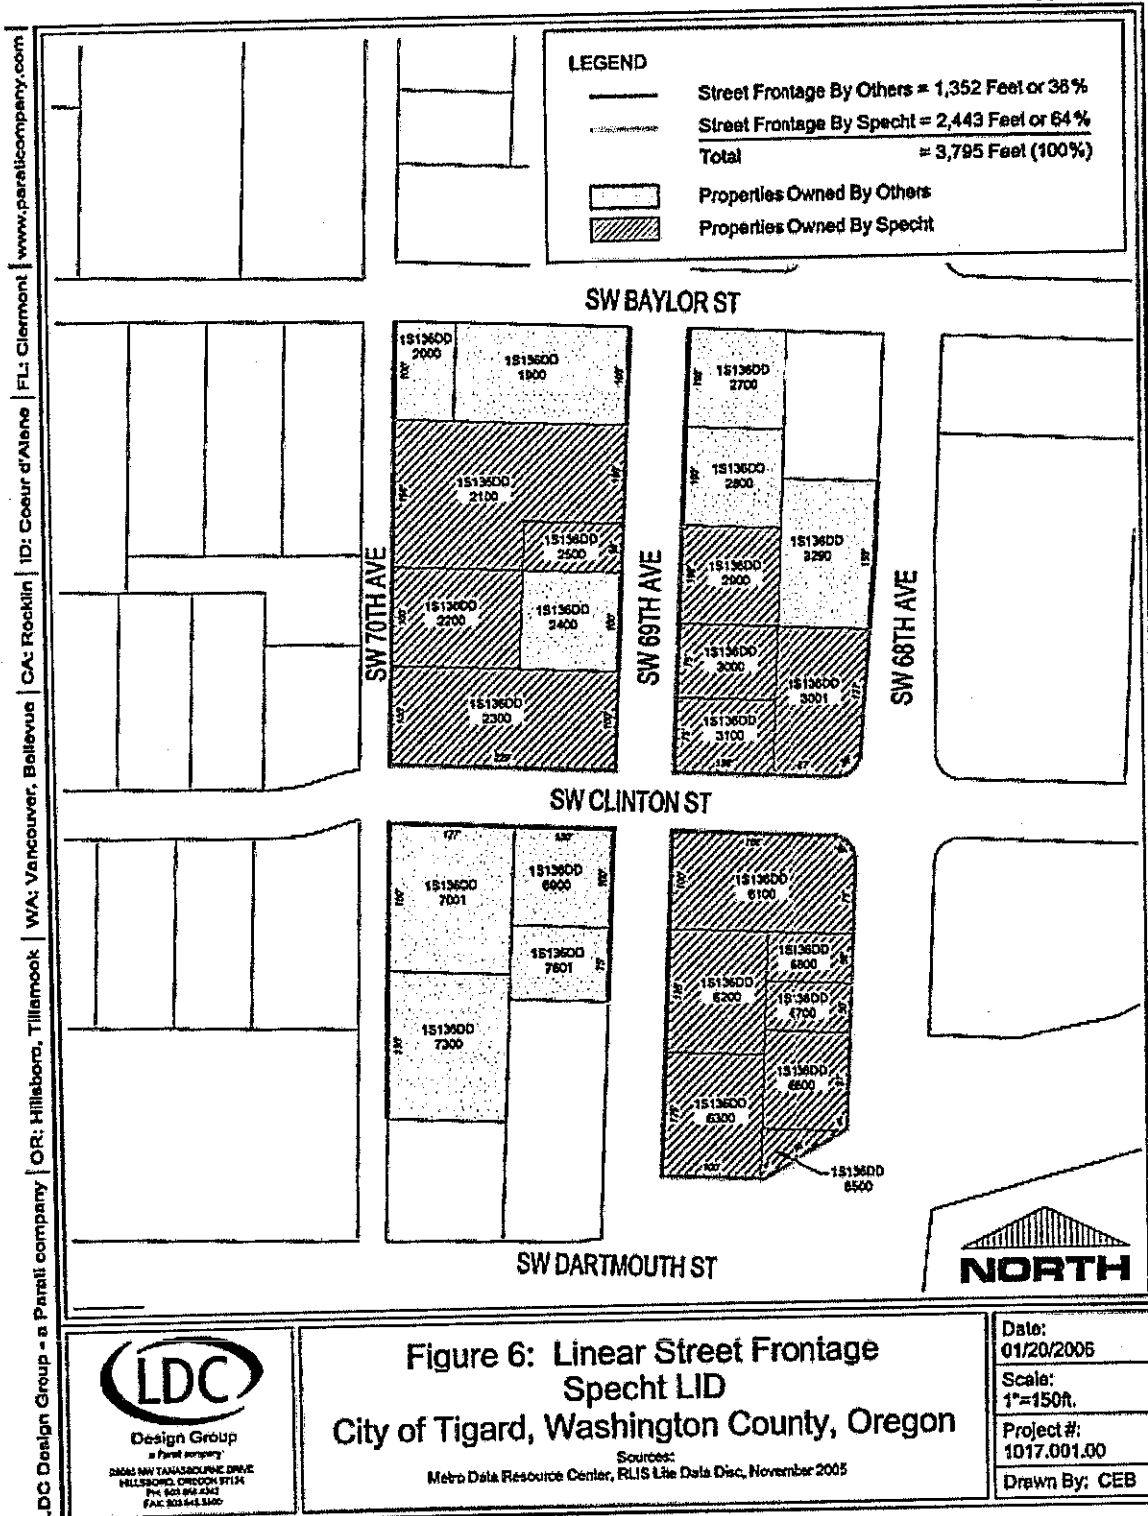 LEGEND
Street Frontage By Others = 1,352 Feet or 36%
Street Frontage By Specht = 2,443 Feet or 64%
Total = 3,795 Feet (100%)
Properties Owned By Others
Properties Owned By Specht
SW BAYLOR ST
1S136DD
2000
1S136DD
1900
1S136DD
2700
1S136DD
2100
1S136DD
2800
1S136DD
2500
1S136DD
3290
1S136DD
2900
1S136DD
2200
1S136DD
2400
1S136DD
3000
1S136DD
3001
1S136DD
2300
1S136DD
3100
SW 70TH AVE
SW 69TH AVE
SW 68TH AVE
SW CLINTON ST
1S136DD
7001
1S136DD
6900
1S136DD
6100
1S136DD
7601
1S136DD
6800
1S136DD
6200
1S136DD
6700
1S136DD
7300
1S136DD
6600
1S136DD
6300
1S136DD
6500
SW DARTMOUTH ST
NORTH
LDC Design Group - a Parati company | OR: Hillsboro, Tillamook | WA: Vancouver, Bellevue | CA: Rocklin | ID: Coeur d'Alene | FL: Clermont | www.paraticompany.com
LDC
Design Group
a Parati company
HILLSBORO, OREGON 97124
Figure 6: Linear Street Frontage
Specht LID
City of Tigard, Washington County, Oregon
Sources:
Metro Data Resource Center, RLIS Lite Data Disc, November 2005
Date:
01/20/2006
Scale:
1"=150ft.
Project #:
1017.001.00
Drawn By: CEB